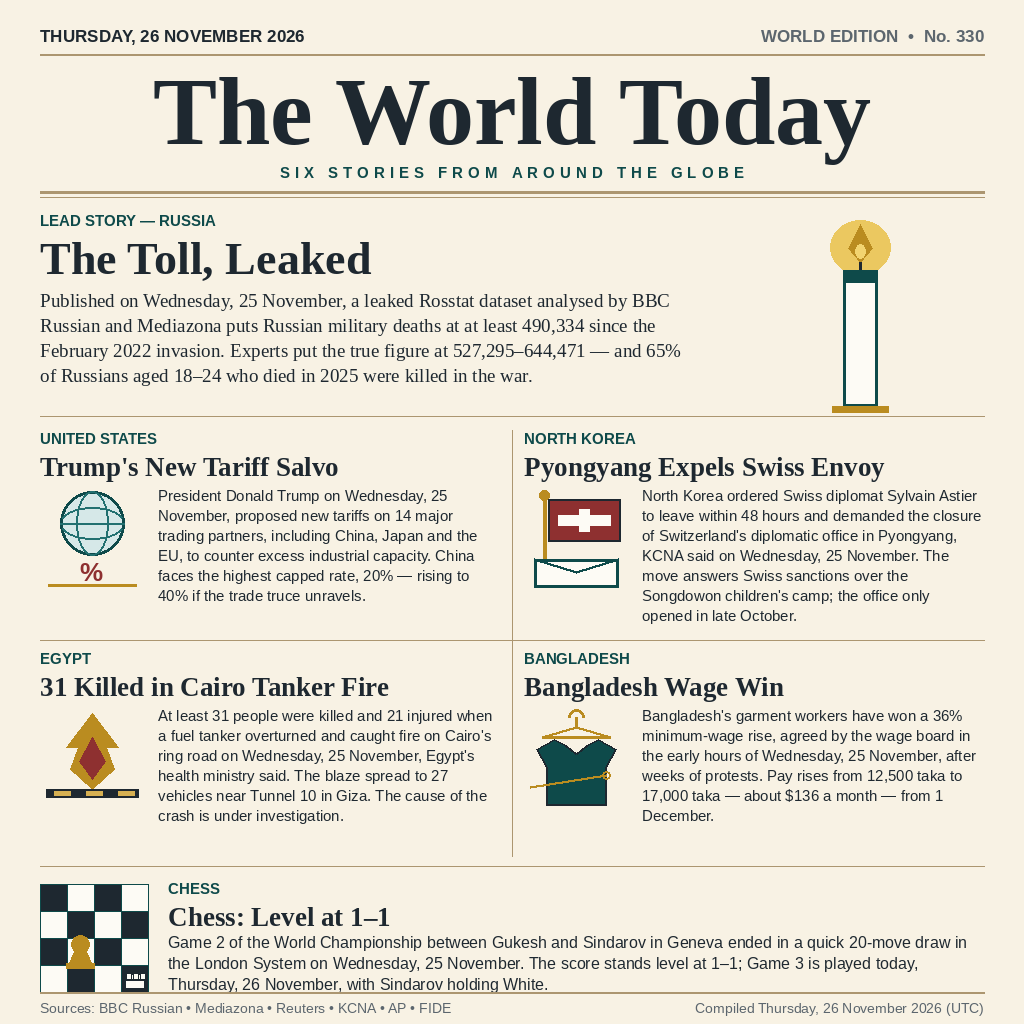 THURSDAY, 26 NOVEMBER 2026
WORLD EDITION • No. 330
The World Today
SIX STORIES FROM AROUND THE GLOBE
LEAD STORY — RUSSIA
The Toll, Leaked
Published on Wednesday, 25 November, a leaked Rosstat dataset analysed by BBC
Russian and Mediazona puts Russian military deaths at at least 490,334 since the
February 2022 invasion. Experts put the true figure at 527,295–644,471 — and 65%
of Russians aged 18–24 who died in 2025 were killed in the war.
UNITED STATES
Trump's New Tariff Salvo
%
President Donald Trump on Wednesday, 25
November, proposed new tariffs on 14 major
trading partners, including China, Japan and the
EU, to counter excess industrial capacity. China
faces the highest capped rate, 20% — rising to
40% if the trade truce unravels.
NORTH KOREA
Pyongyang Expels Swiss Envoy
North Korea ordered Swiss diplomat Sylvain Astier
to leave within 48 hours and demanded the closure
of Switzerland's diplomatic office in Pyongyang,
KCNA said on Wednesday, 25 November. The
move answers Swiss sanctions over the
Songdowon children's camp; the office only
opened in late October.
EGYPT
31 Killed in Cairo Tanker Fire
At least 31 people were killed and 21 injured when
a fuel tanker overturned and caught fire on Cairo's
ring road on Wednesday, 25 November, Egypt's
health ministry said. The blaze spread to 27
vehicles near Tunnel 10 in Giza. The cause of the
crash is under investigation.
BANGLADESH
Bangladesh Wage Win
Bangladesh's garment workers have won a 36%
minimum-wage rise, agreed by the wage board in
the early hours of Wednesday, 25 November, after
weeks of protests. Pay rises from 12,500 taka to
17,000 taka — about $136 a month — from 1
December.
CHESS
Chess: Level at 1–1
Game 2 of the World Championship between Gukesh and Sindarov in Geneva ended in a quick 20-move draw in
the London System on Wednesday, 25 November. The score stands level at 1–1; Game 3 is played today,
Thursday, 26 November, with Sindarov holding White.
Sources: BBC Russian • Mediazona • Reuters • KCNA • AP • FIDE
Compiled Thursday, 26 November 2026 (UTC)